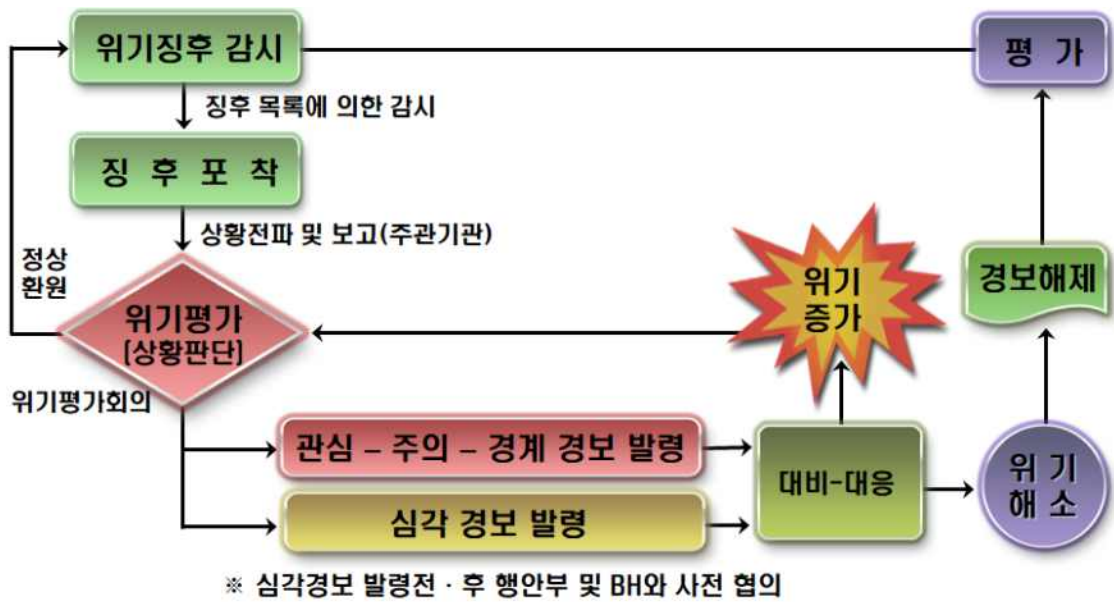 위기징후 감시
평 가
징후 목록에 의한 감시
징 후 포 착
상황전파 및 보고(주관기관)
정상
환원
위기
증가
경보해제
위기평가
(상황판단)
위기평가회의
관심 – 주의 – 경계 경보 발령
대비-대응
위 기
해 소
심각 경보 발령
※ 심각경보 발령전 · 후 행안부 및 BH와 사전 협의